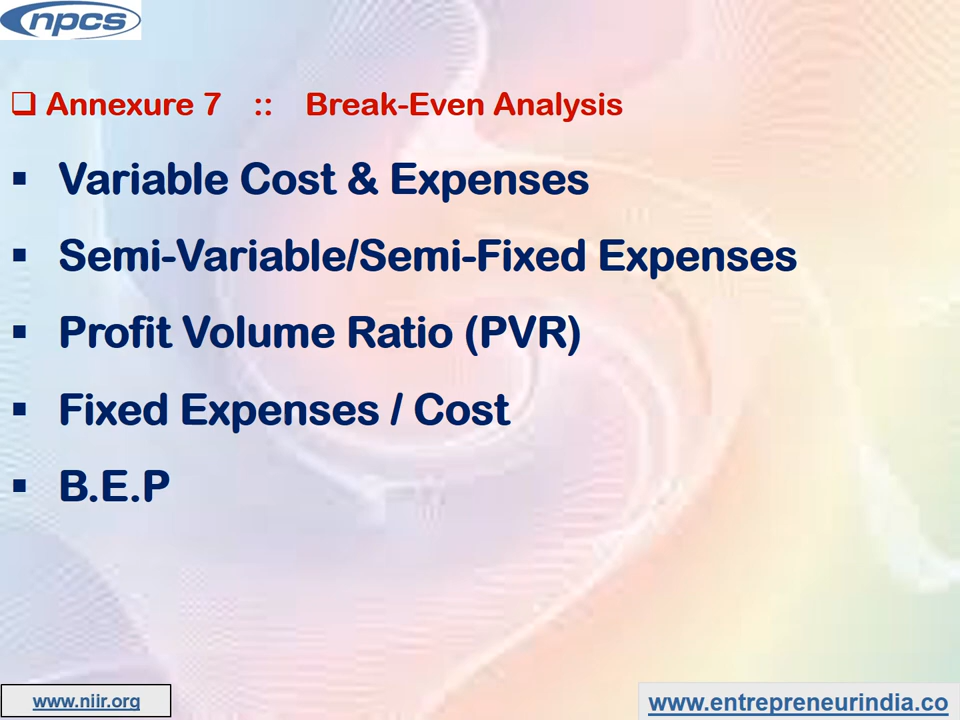 npcs
Annexure 7 :: Break-Even Analysis
Variable Cost & Expenses
Semi-Variable/Semi-Fixed Expenses
Profit Volume Ratio (PVR)
Fixed Expenses / Cost
B.E.P
www.niir.org
www.entrepreneurindia.co